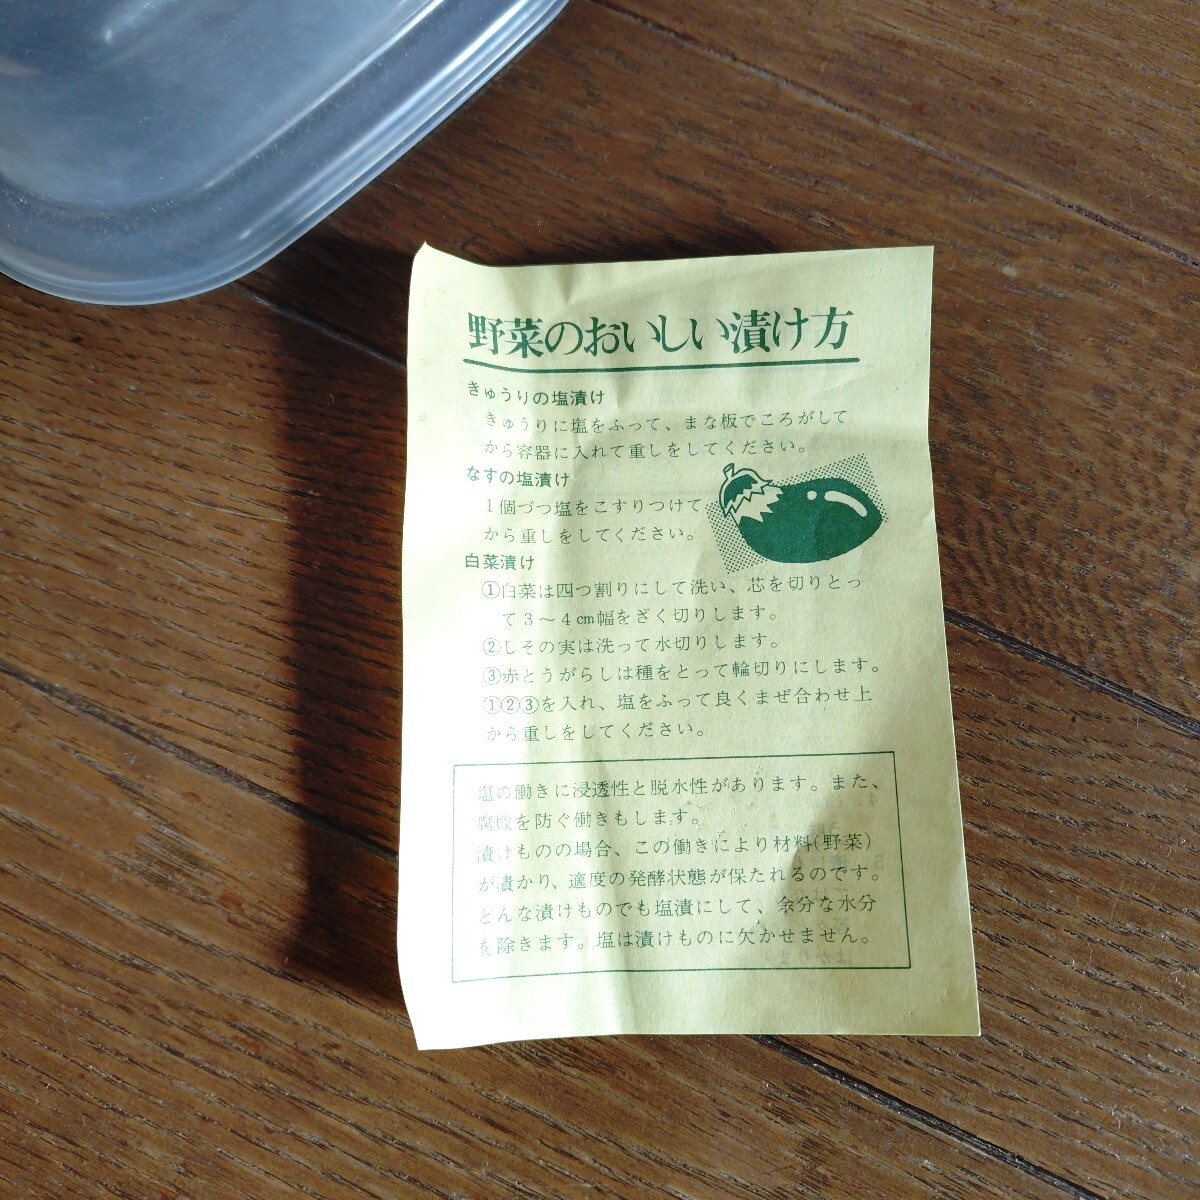 野菜のおいしい漬け方
きゅうりの塩漬け
きゅうりに塩をふって、まな板でころがして
から容器に入れて重しをしてください。
なすの塩漬け
1個づつ塩をこすりつけて
から重しをしてください。
白菜漬け
①白菜は四つ割りにして洗い、芯を切りとっ
て3〜4㎝幅をざく切りします。
②しその実は洗って水切りします。
③赤とうがらしは種をとって輪切りにします。
①②③を入れ、塩をふって良くまぜ合わせ上
から重しをしてください。
塩の働きに浸透性と脱水性があります。また、
腐敗を防ぐ働きもします。
漬けものの場合、この働きにより材料(野菜)
が漬かり、適度の発酵状態が保たれるのです。
どんな漬けものでも塩漬にして、余分な水分
を除きます。塩は漬けものに欠かせません。